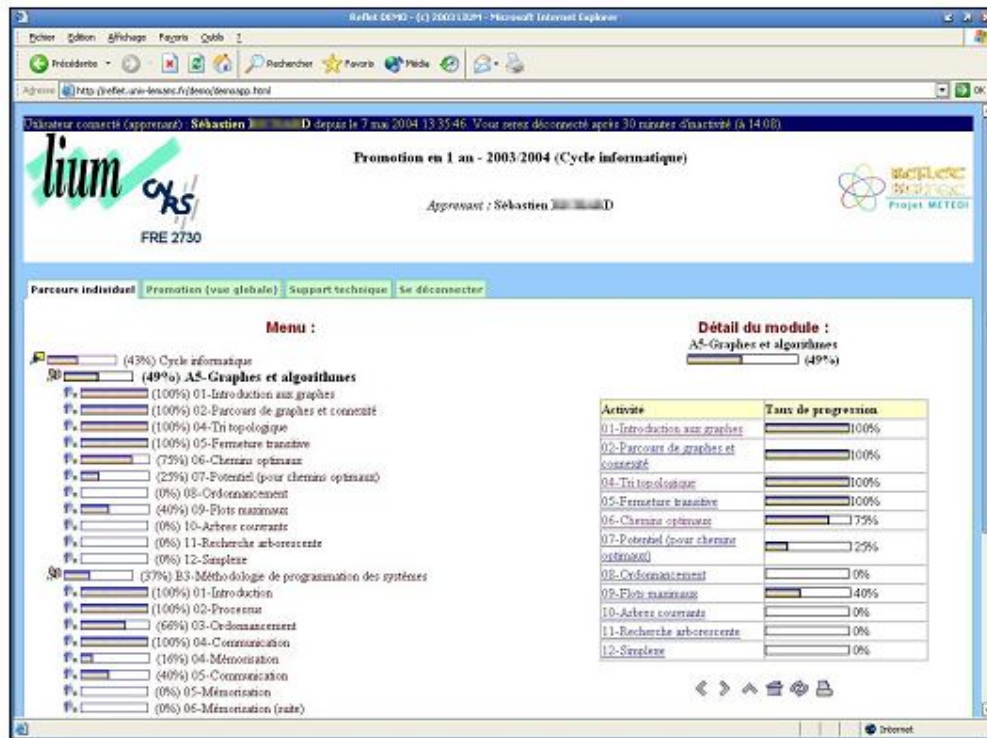 Reflet DEMO - (c) 2003 LIUM - Microsoft Internet Explorer
Fichier Edition Affichage Favoris Outils ?
Précédente Rechercher Favoris Média
Adresse http://reflet.univ-lemans.fr/demo/demoapp.html OK
Utilisateur connecté (apprenant) : Sébastien D depuis le 7 mai 2004 13:35:46. Vous serez déconnecté après 30 minutes d'inactivité (à 14:08)
lium CNRS
FRE 2730
Promotion en 1 an - 2003/2004 (Cycle informatique)
Apprenant : Sébastien D
REFLET
Projet METEDI
Parcours individuel Promotion (vue globale) Support technique Se déconnecter
Menu :
(43%) Cycle informatique
(49%) A5-Graphes et algorithmes
(100%) 01-Introduction aux graphes
(100%) 02-Parcours de graphes et connexité
(100%) 04-Tri topologique
(100%) 05-Fermeture transitive
(75%) 06-Chemins optimaux
(25%) 07-Potentiel (pour chemins optimaux)
(0%) 08-Ordonnancement
(40%) 09-Flots maximaux
(0%) 10-Arbres couvrants
(0%) 11-Recherche arborescente
(0%) 12-Simplexe
(37%) B3-Méthodologie de programmation des systèmes
(100%) 01-Introduction
(100%) 02-Processus
(66%) 03-Ordonnancement
(100%) 04-Communication
(16%) 04-Mémorisation
(40%) 05-Communication
(0%) 05-Mémorisation
(0%) 06-Mémorisation (suite)
Détail du module :
A5-Graphes et algorithmes
(49%)
Activité Taux de progression
01-Introduction aux graphes 100%
02-Parcours de graphes et
connexité 100%
04-Tri topologique 100%
05-Fermeture transitive 100%
06-Chemins optimaux 75%
07-Potentiel (pour chemins
optimaux) 25%
08-Ordonnancement 0%
09-Flots maximaux 40%
10-Arbres couvrants 0%
11-Recherche arborescente 0%
12-Simplexe 0%
Internet